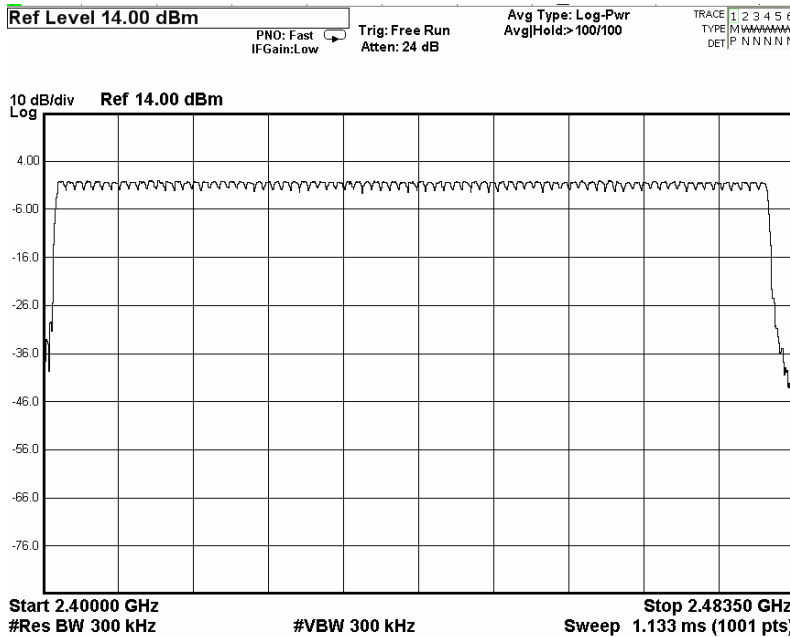 Ref Level 14.00 dBm
PNO: Fast
IFGain:Low
Trig: Free Run
Atten: 24 dB
Avg Type: Log-Pwr
Avg|Hold:>100/100
TRACE 1 2 3 4 5 6
TYPE M
DET P N N N N N
10 dB/div Ref 14.00 dBm
Log
4.00
-6.00
-16.0
-26.0
-36.0
-46.0
-56.0
-66.0
-76.0
Start 2.40000 GHz
Stop 2.48350 GHz
#Res BW 300 kHz
#VBW 300 kHz
Sweep 1.133 ms (1001 pts)